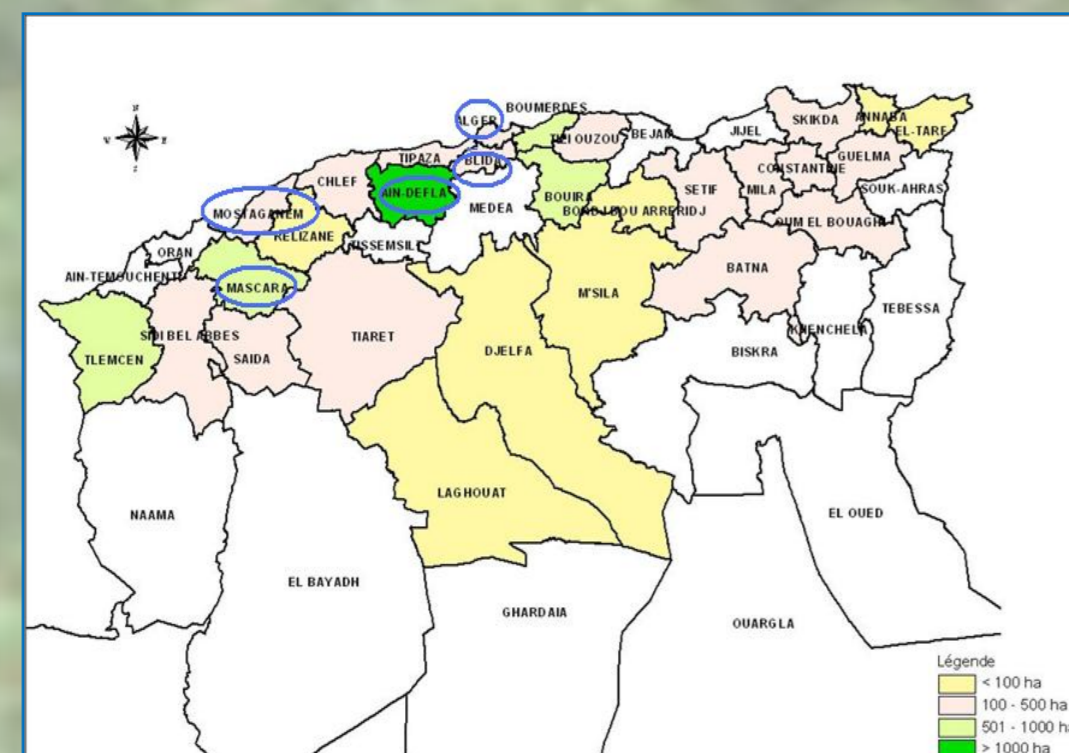 N
V E
S
BOUMERDES
ALGER
TIZI OUZOU
BEJAIA
JIJEL
SKIKDA
ANNABA
EL-TARF
TIPAZA
BLIDA
CONSTANTINE
GUELMA
CHLEF
AIN-DEFLA
MEDEA
BOUIRA
BORDJ BOU ARRERIDJ
SETIF
MILA
SOUK-AHRAS
MOSTAGANEM
RELIZANE
TISSEMSILT
OUM EL BOUAGHI
ORAN
AIN-TEMOUCHENT
MASCARA
M'SILA
BATNA
TEBESSA
SIDI BEL ABBES
SAIDA
TIARET
DJELFA
BISKRA
KHENCHELA
TLEMCEN
LAGHOUAT
NAAMA
EL OUED
EL BAYADH
GHARDAIA
OUARGLA
Légende
< 100 ha
100 - 500 ha
501 - 1000 ha
> 1000 ha